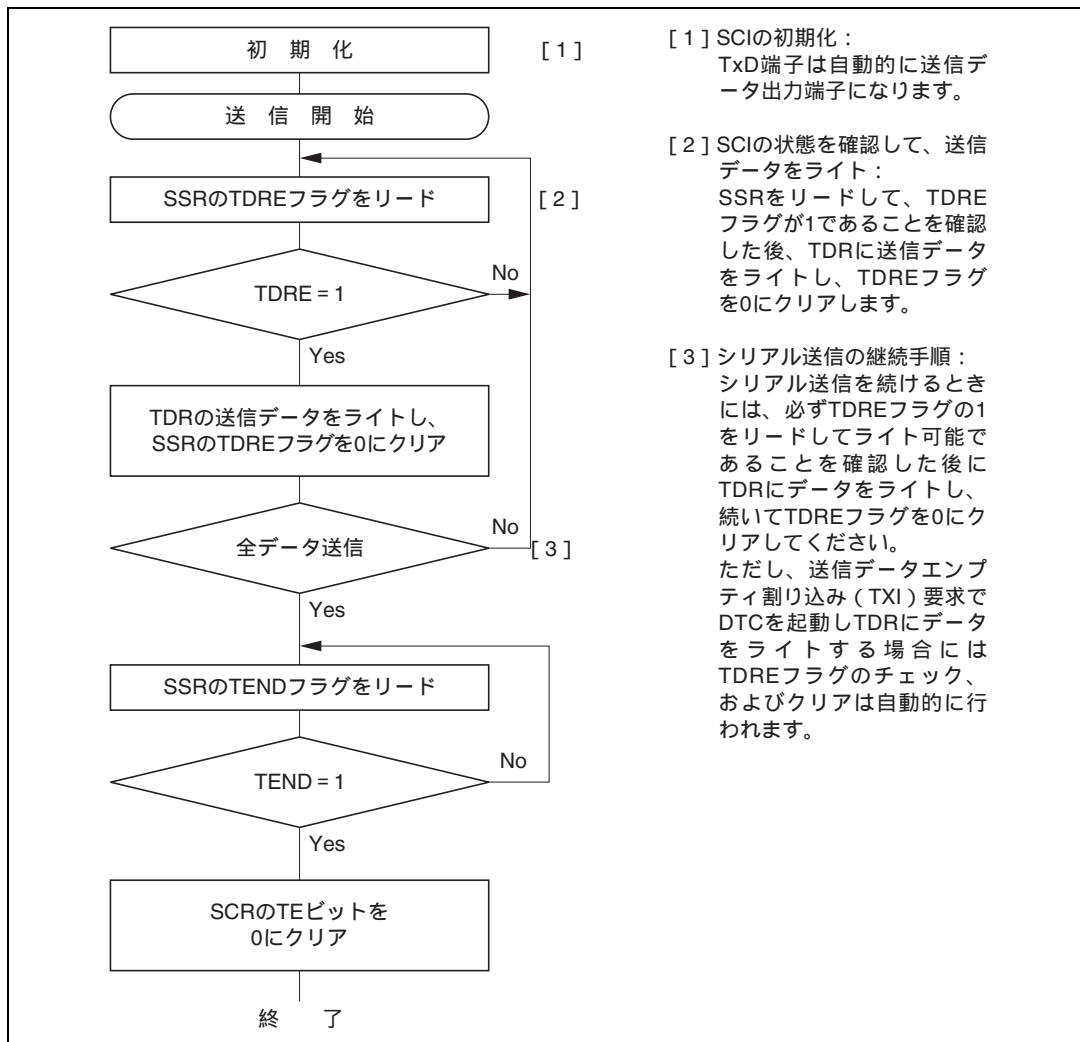 初 期 化
[ 1 ]
送 信 開 始
SSRのTDREフラグをリード
[ 2 ]
TDRE = 1
No
Yes
TDRの送信データをライトし、
SSRのTDREフラグを0にクリア
全データ送信
No
[ 3 ]
Yes
SSRのTENDフラグをリード
TEND = 1
No
Yes
SCRのTEビットを
0にクリア
終 了
[ 1 ] SCIの初期化：
TxD端子は自動的に送信デ
ータ出力端子になります。
[ 2 ] SCIの状態を確認して、送信
データをライト：
SSRをリードして、TDRE
フラグが1であることを確認
した後、TDRに送信データ
をライトし、TDREフラグ
を0にクリアします。
[ 3 ] シリアル送信の継続手順：
シリアル送信を続けるとき
には、必ずTDREフラグの1
をリードしてライト可能で
あることを確認した後に
TDRにデータをライトし、
続いてTDREフラグを0にク
リアしてください。
ただし、送信データエンプ
ティ割り込み（TXI）要求で
DTCを起動しTDRにデータ
をライトする場合には
TDREフラグのチェック、
およびクリアは自動的に行
われます。